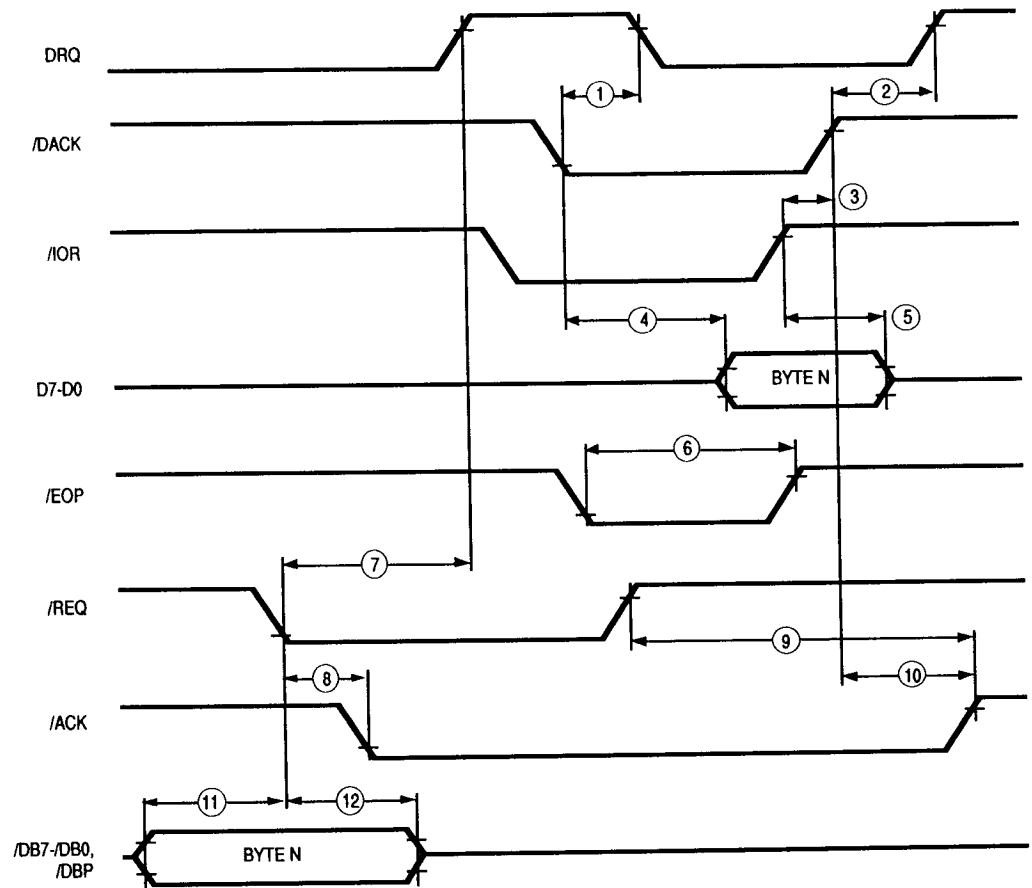 DRQ
1
2
/DACK
3
/IOR
4
5
D7-D0
BYTE N
6
/EOP
7
/REQ
9
8
10
/ACK
11
12
/DB7-/DB0,
/DBP
BYTE N